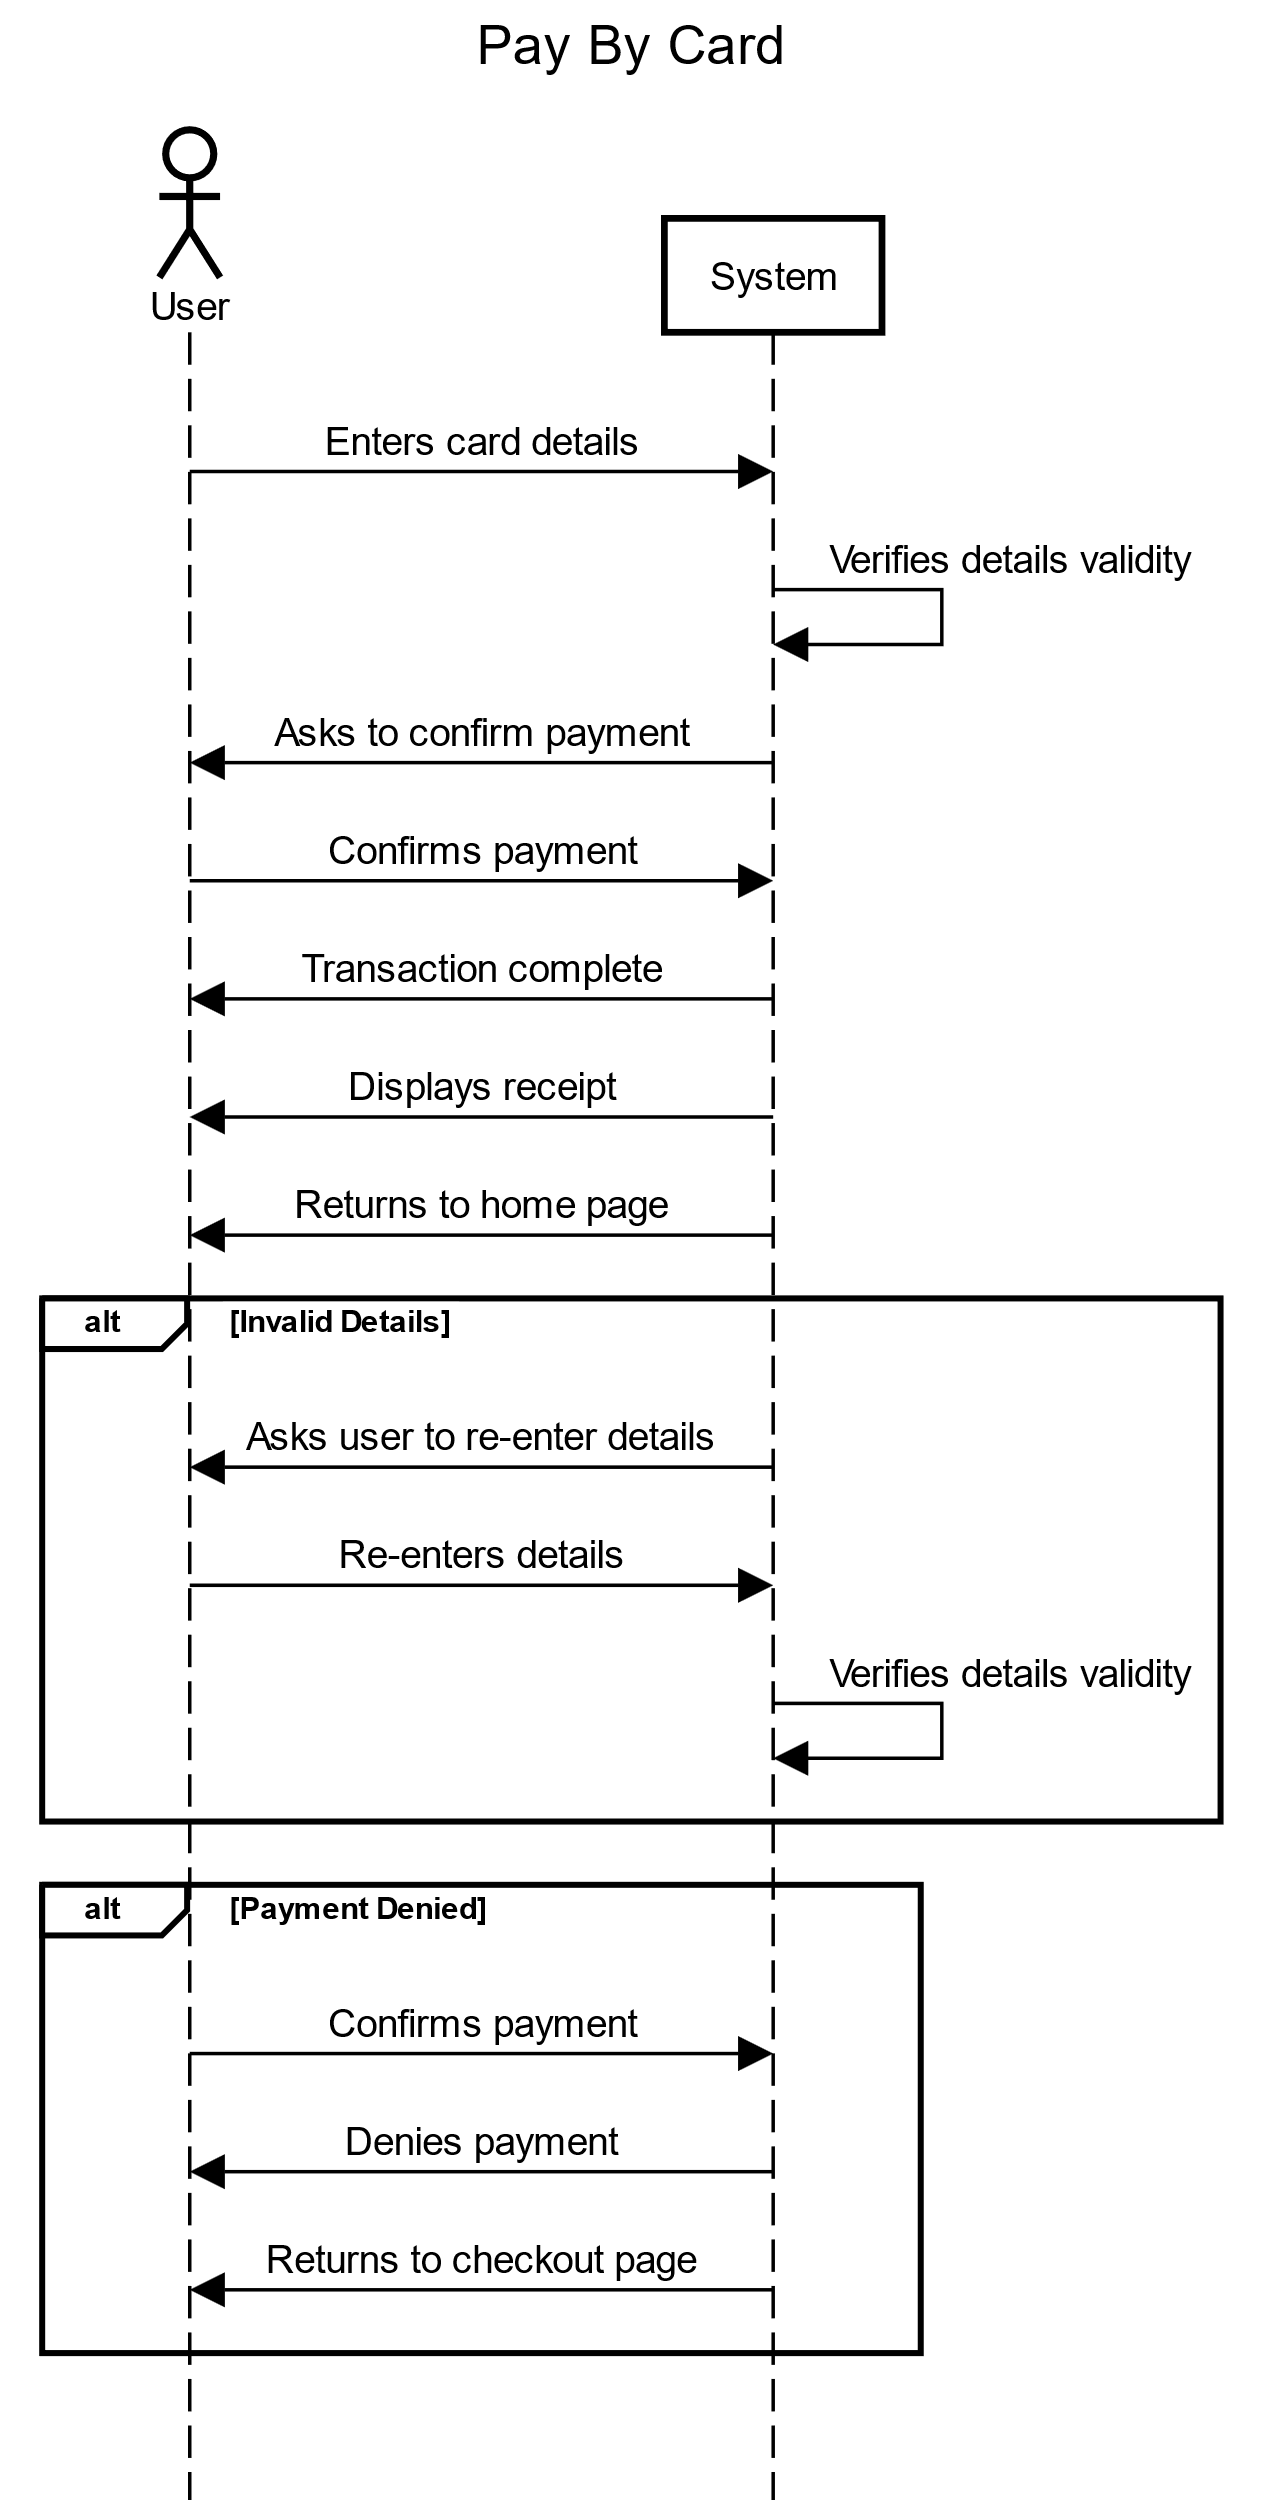 Pay By Card
User
System
Enters card details
Verifies details validity
Asks to confirm payment
Confirms payment
Transaction complete
Displays receipt
Returns to home page
alt [Invalid Details]
Asks user to re-enter details
Re-enters details
Verifies details validity
alt [Payment Denied]
Confirms payment
Denies payment
Returns to checkout page